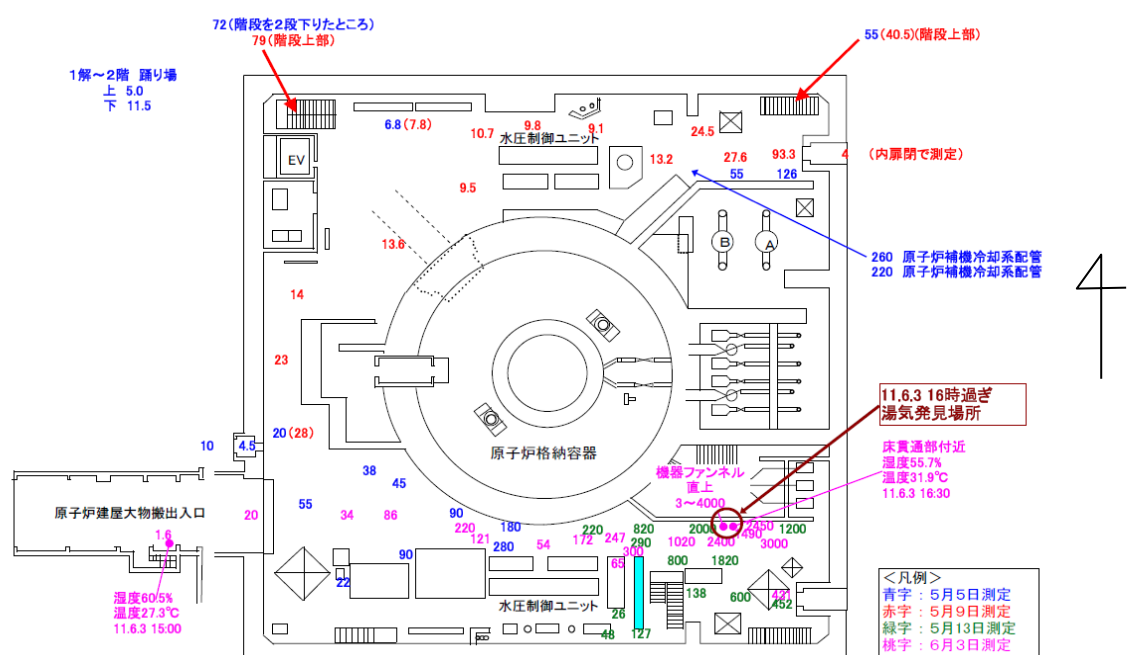 72(階段を2段下りたところ)
79(階段上部)
55(40.5)(階段上部)
1解～2階 踊り場
上 5.0
下 11.5
6.8(7.8)
10.7
9.8
9.1
水圧制御ユニット
24.5
EV
13.2
27.6
93.3
4 (内扉閉で測定)
55
126
9.5
B
A
13.6
260 原子炉補機冷却系配管
220 原子炉補機冷却系配管
14
23
11.6.3 16時過ぎ
湯気発見場所
20(28)
10
4.5
原子炉格納容器
床貫通部付近
湿度55.7%
温度31.9℃
11.6.3 16:30
機器ファンネル
直上
3～4000
38
45
55
原子炉建屋大物搬出入口
20
34
86
90
220
121
180
280
54
172
220
247
820
290
300
65
2000
1020
2400
2450
1490
1200
3000
1.6
90
22
800
1820
138
600
431
452
湿度60.5%
温度27.3℃
11.6.3 15:00
水圧制御ユニット
26
48
127
＜凡例＞
青字：5月5日測定
赤字：5月9日測定
緑字：5月13日測定
桃字：6月3日測定